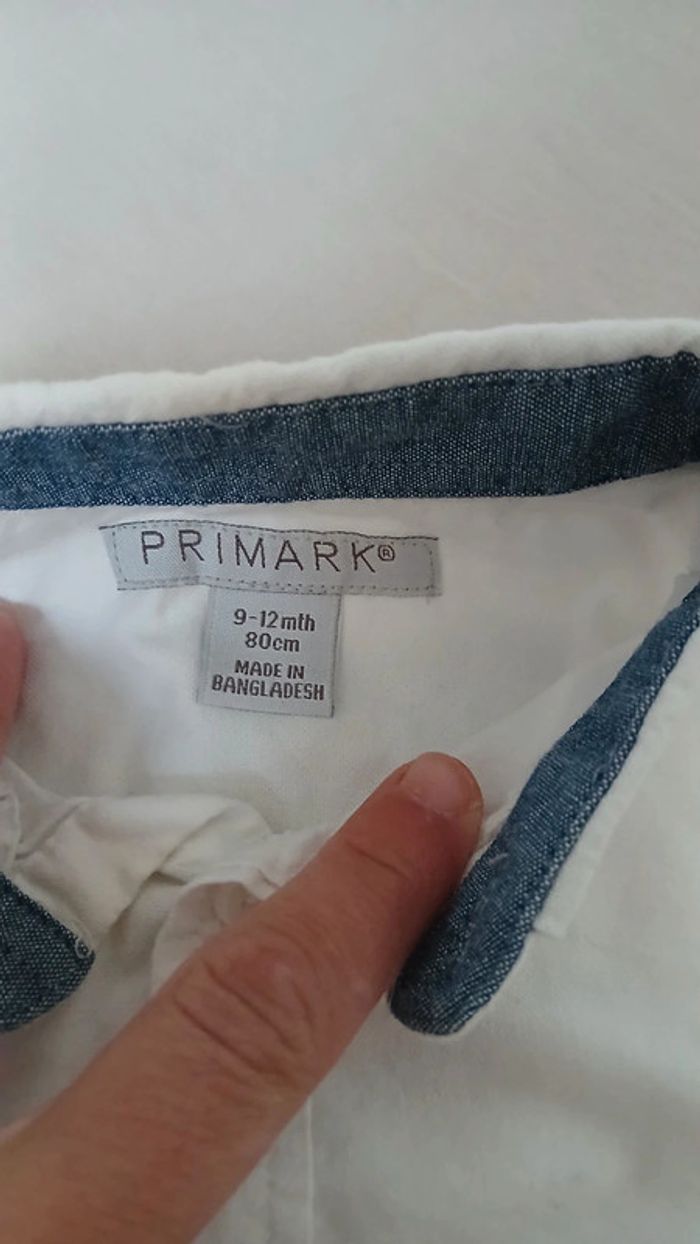 PRIMARK®
9-12mth
80cm
MADE IN
BANGLADESH